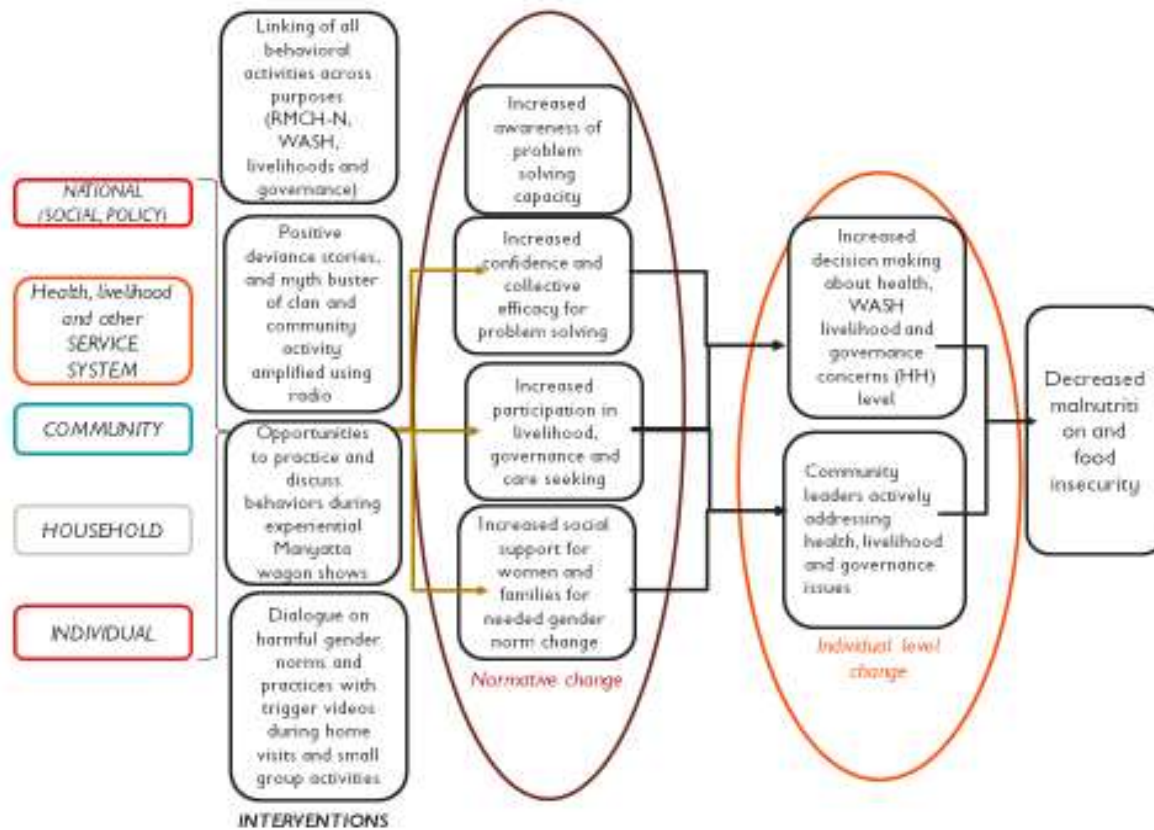 NATIONAL
(SOCIAL, POLICY)
Health, livelihood
and other
SERVICE
SYSTEM
COMMUNITY
HOUSEHOLD
INDIVIDUAL
Linking of all
behavioral
activities across
purposes
(RMCH-N,
WASH,
livelihoods and
governance)
Positive
deviance stories,
and myth buster
of clan and
community
activity
amplified using
radio
Opportunities
to practice and
discuss
behaviors during
experiential
Manyatta
wagon shows
Dialogue on
harmful gender
norms and
practices with
trigger videos
during home
visits and small
group activities
INTERVENTIONS
Increased
awareness of
problem
solving
capacity
Increased
confidence and
collective
efficacy for
problem solving
Increased
participation in
livelihood,
governance and
care seeking
Increased social
support for
women and
families for
needed gender
norm change
Normative change
Increased
decision making
about health,
WASH
livelihood and
governance
concerns (HH)
level
Community
leaders actively
addressing
health, livelihood
and governance
issues
Individual level
change
Decreased
malnutriti
on and
food
insecurity